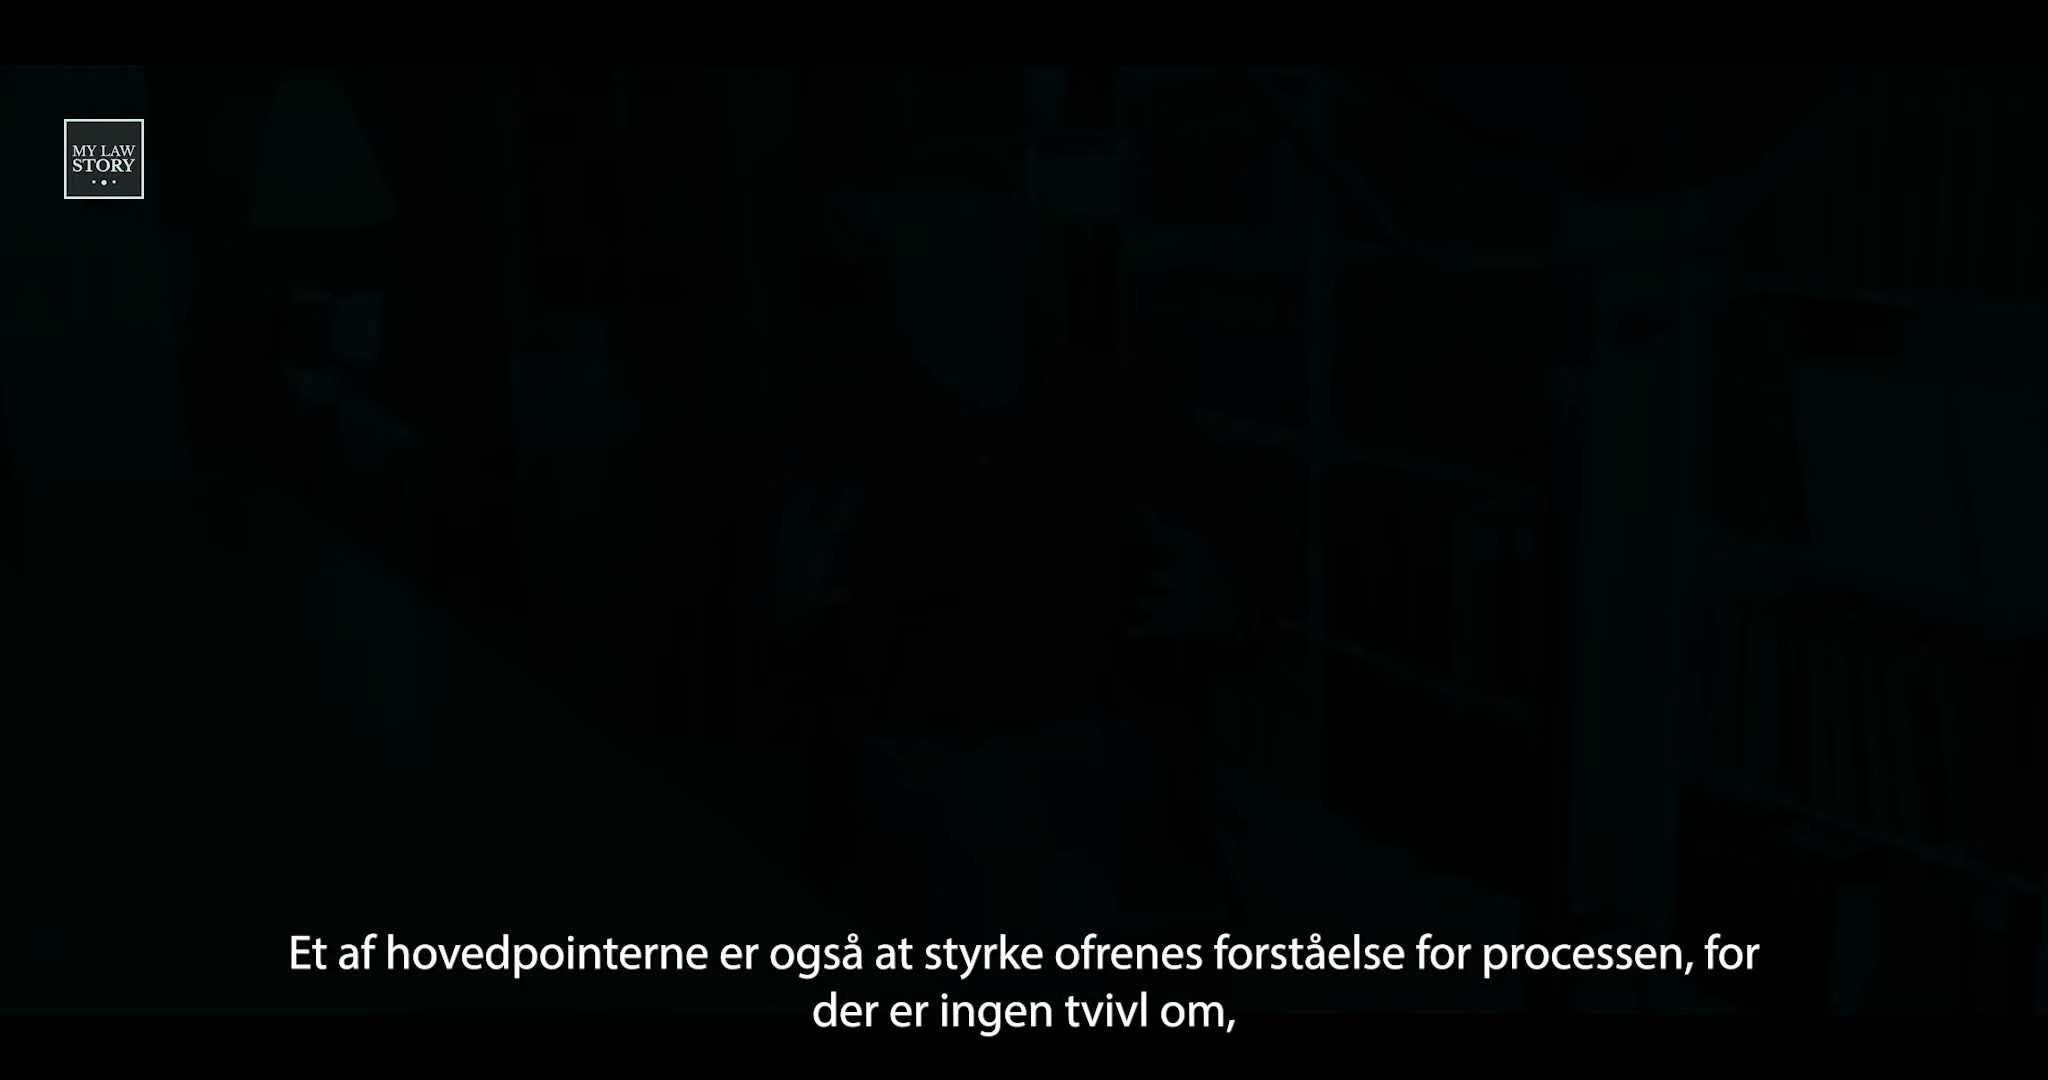 MY LAW
STORY
Et af hovedpointerne er også at styrke ofrenes forståelse for processen, for
der er ingen tvivl om,